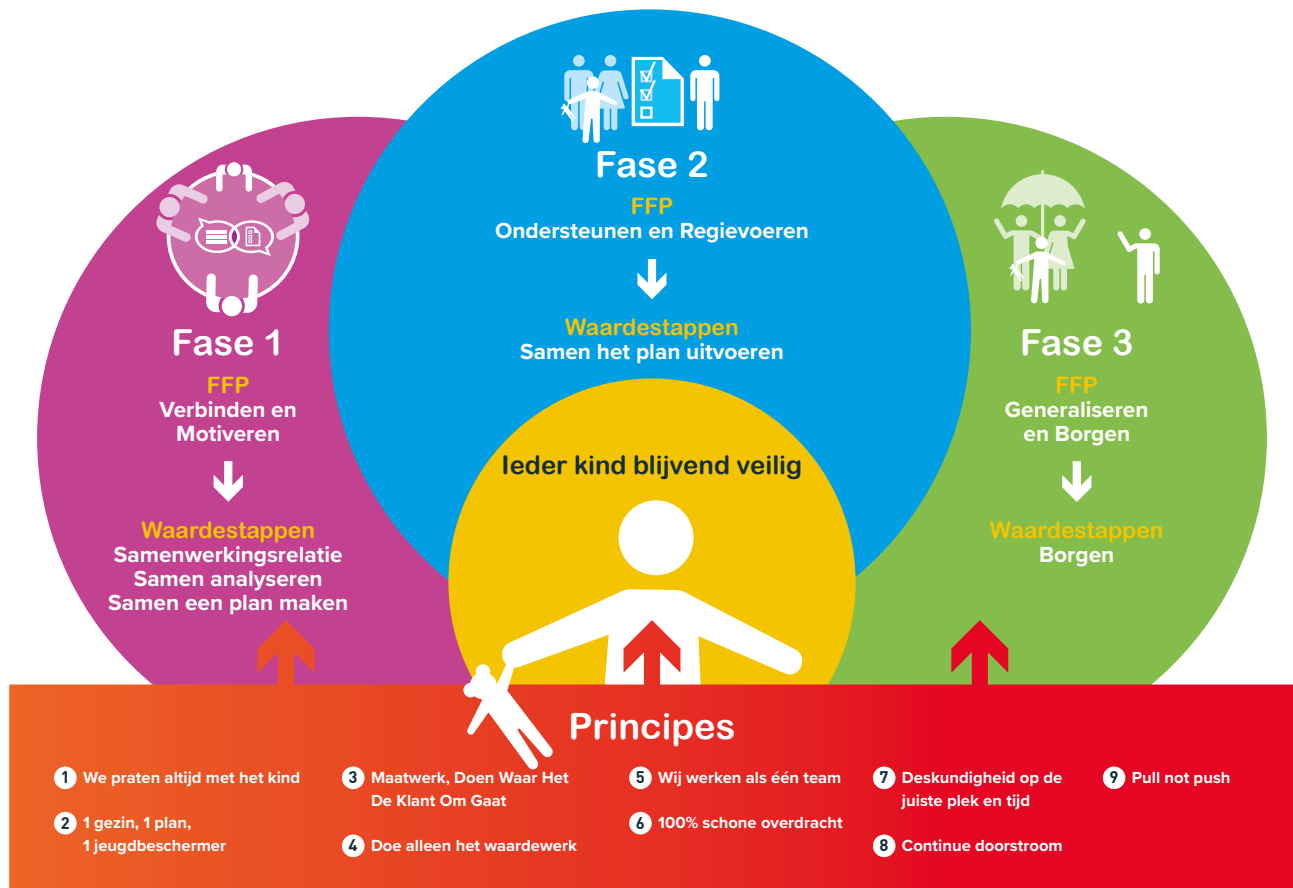 Fase 1
FFP
Verbinden en
Motiveren
Waardestappen
Samenwerkingsrelatie
Samen analyseren
Samen een plan maken
Fase 2
FFP
Ondersteunen en Regievoeren
Waardestappen
Samen het plan uitvoeren
Fase 3
FFP
Generaliseren
en Borgen
Waardestappen
Borgen
Ieder kind blijvend veilig
Principes
1 We praten altijd met het kind
2 1 gezin, 1 plan,
1 jeugdbeschermer
3 Maatwerk, Doen Waar Het
De Klant Om Gaat
4 Doe alleen het waardewerk
5 Wij werken als één team
6 100% schone overdracht
7 Deskundigheid op de
juiste plek en tijd
8 Continue doorstroom
9 Pull not push